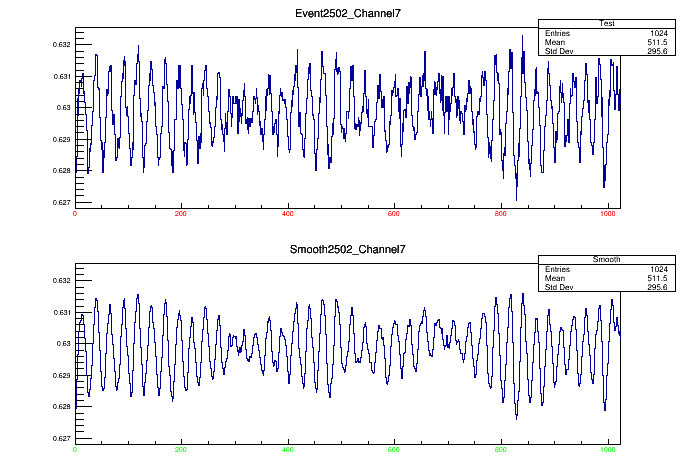 Event2502_Channel7
Test
Entries 1024
Mean 511.5
Std Dev 295.6
0.632
0.631
0.63
0.629
0.628
0.627
0 200 400 600 800 1000
Smooth2502_Channel7
Smooth
Entries 1024
Mean 511.5
Std Dev 295.6
0.632
0.631
0.63
0.629
0.628
0.627
0 200 400 600 800 1000